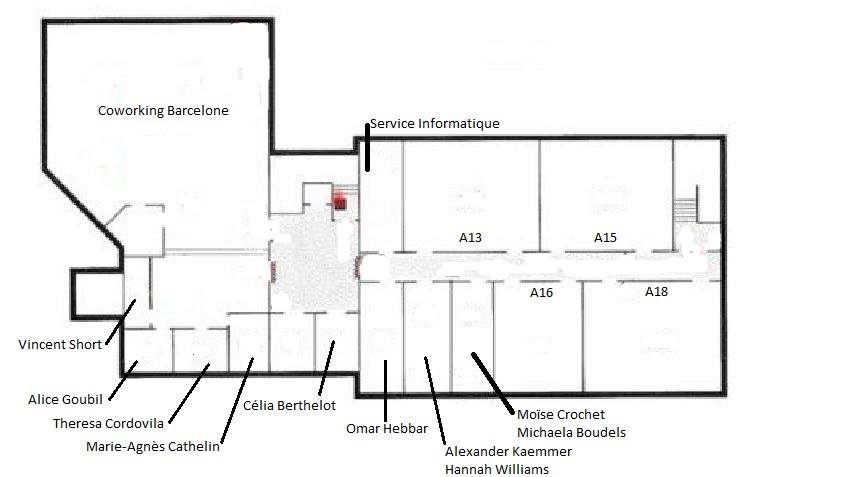 Coworking Barcelone
Service Informatique
A13
A15
A16
A18
Vincent Short
Alice Goubil
Theresa Cordovila
Marie-Agnès Cathelin
Célia Berthelot
Omar Hebbar
Alexander Kaemmer
Hannah Williams
Moïse Crochet
Michaela Boudels